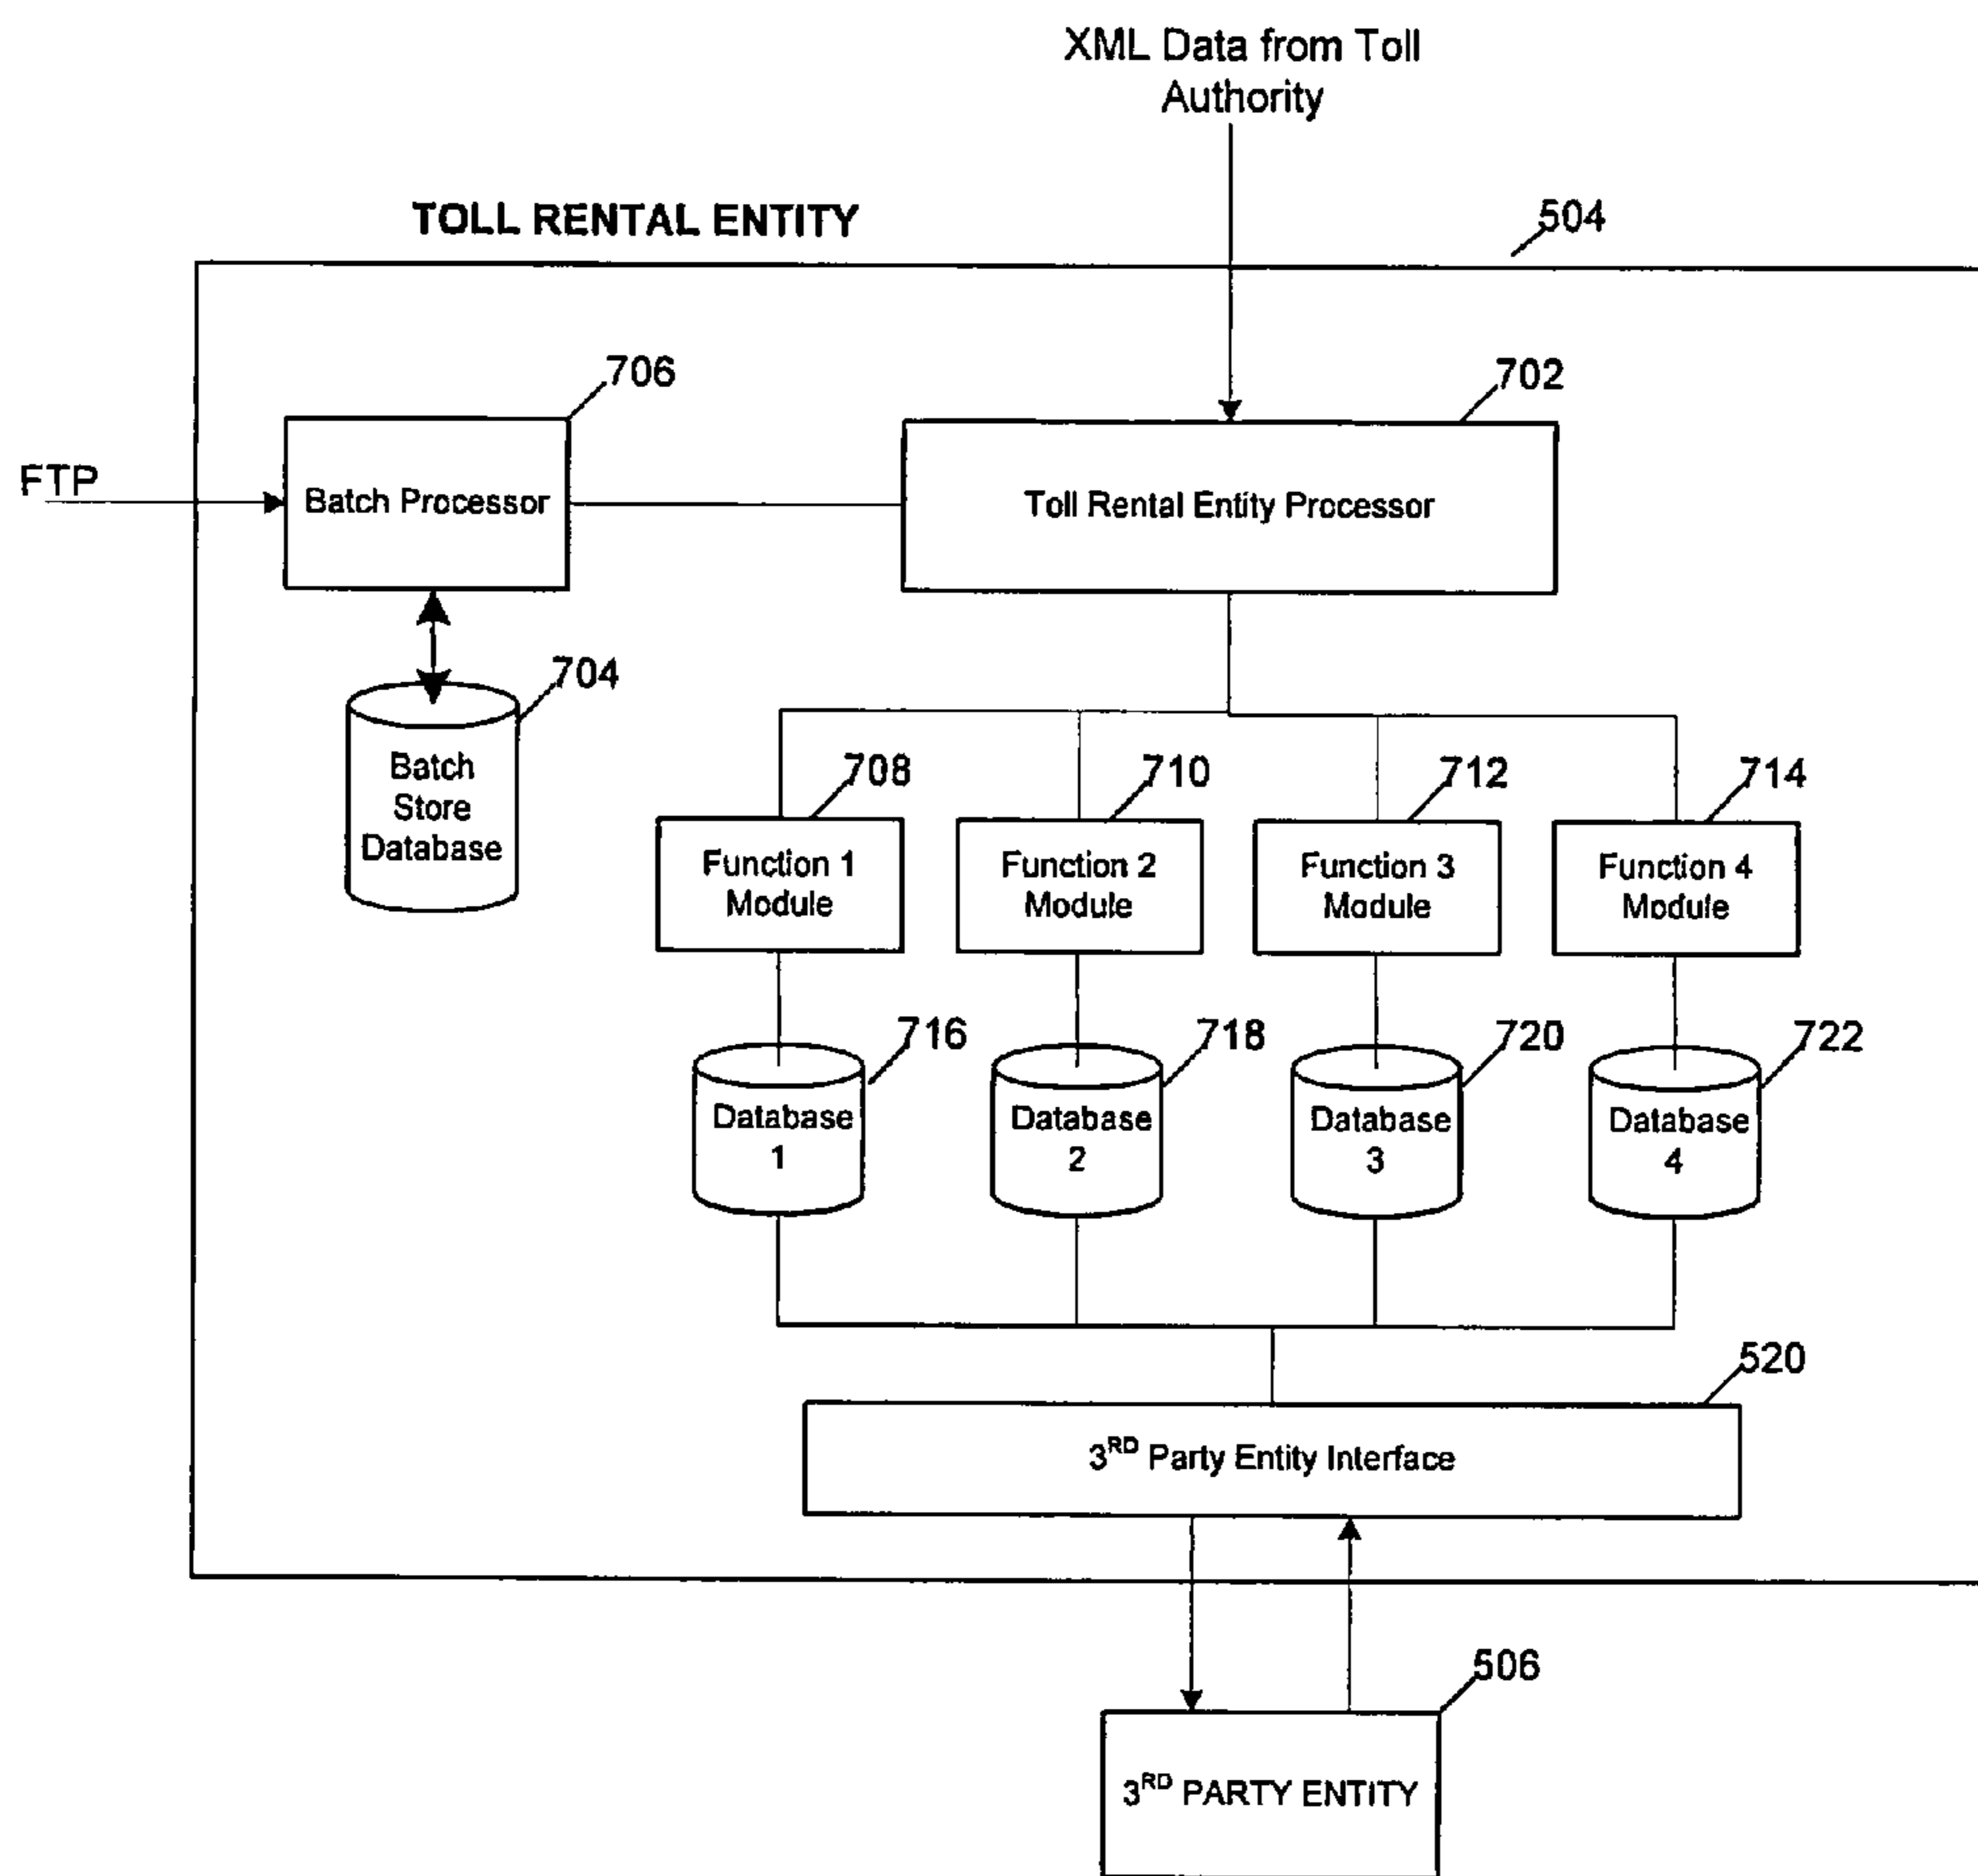 XML Data from Toll
Authority
TOLL RENTAL ENTITY
504
706
702
FTP
Batch Processor
Toll Rental Entity Processor
704
Batch
Store
Database
708
710
712
714
Function 1
Module
Function 2
Module
Function 3
Module
Function 4
Module
716
718
720
722
Database
1
Database
2
Database
3
Database
4
520
3RD Party Entity Interface
506
3RD PARTY ENTITY